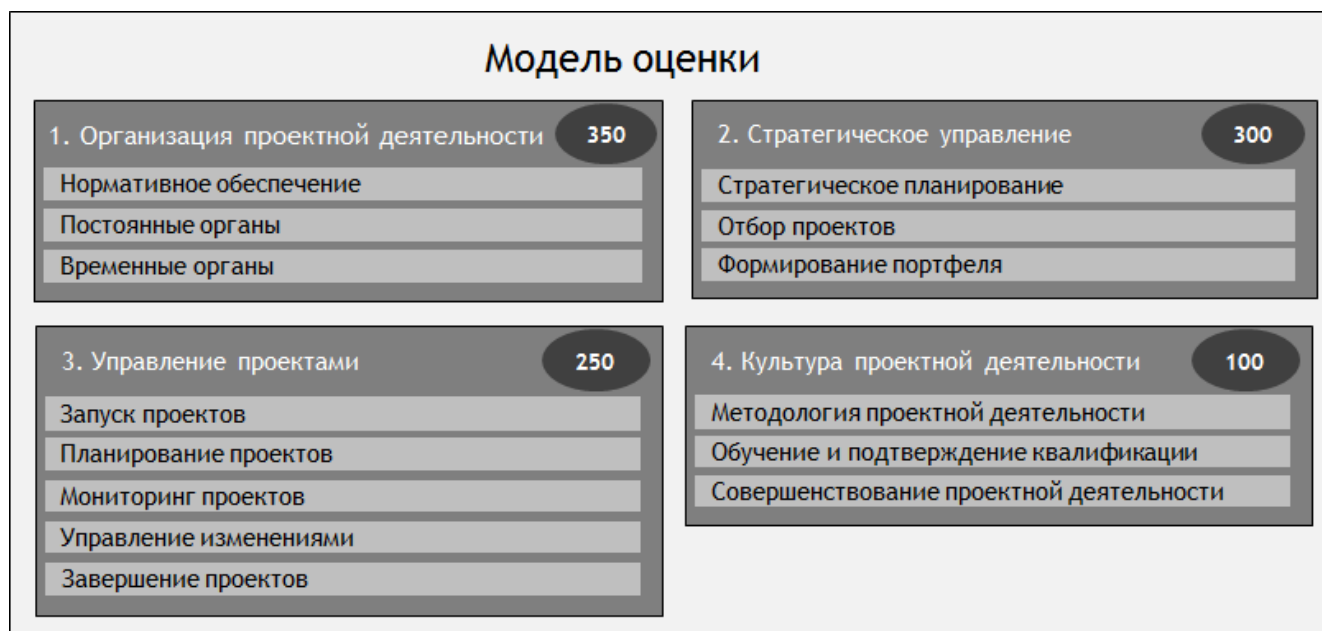 Модель оценки
1. Организация проектной деятельности 350
Нормативное обеспечение
Постоянные органы
Временные органы
2. Стратегическое управление 300
Стратегическое планирование
Отбор проектов
Формирование портфеля
3. Управление проектами 250
Запуск проектов
Планирование проектов
Мониторинг проектов
Управление изменениями
Завершение проектов
4. Культура проектной деятельности 100
Методология проектной деятельности
Обучение и подтверждение квалификации
Совершенствование проектной деятельности